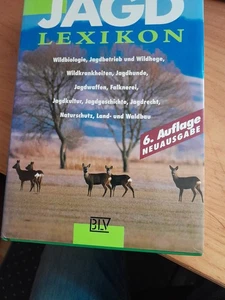 JAGD
LEXIKON
Wildbiologie, Jagdbetrieb und Wildhege,
Wildkrankheiten, Jagdhunde,
Jagdwaffen, Falknerei,
Jagdkultur, Jagdgeschichte, Jagdrecht,
Naturschutz, Land- und Waldbau
6. Auflage
NEUAUSGABE
BLV